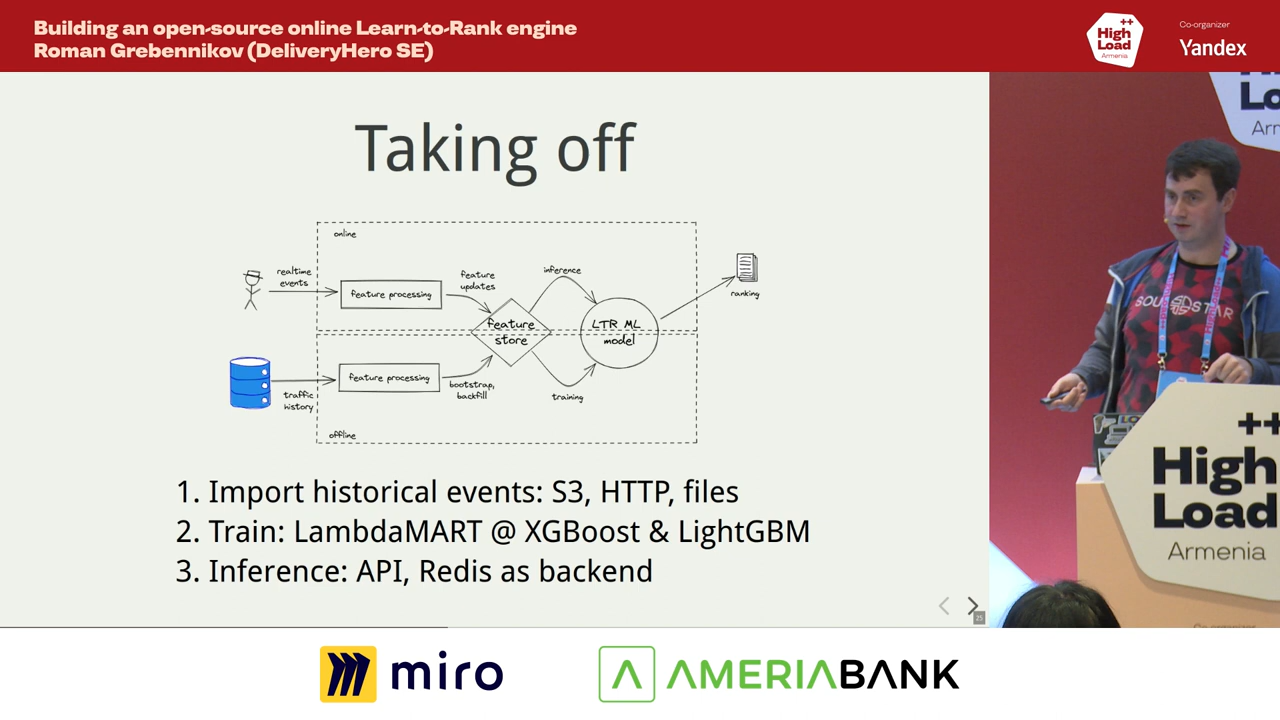 Building an open-source online Learn-to-Rank engine
Roman Grebennikov (DeliveryHero SE)
++
High
Load
Armenia
Co-organizer
Yandex
Taking off
online
realtime
events
feature processing
feature
updates
inference
feature
store
LTR ML
model
ranking
traffic
history
feature processing
bootstrap,
backfill
training
offline
1. Import historical events: S3, HTTP, files
2. Train: LambdaMART @ XGBoost & LightGBM
3. Inference: API, Redis as backend
25
++
High
Load
Armenia
miro
AMERIABANK